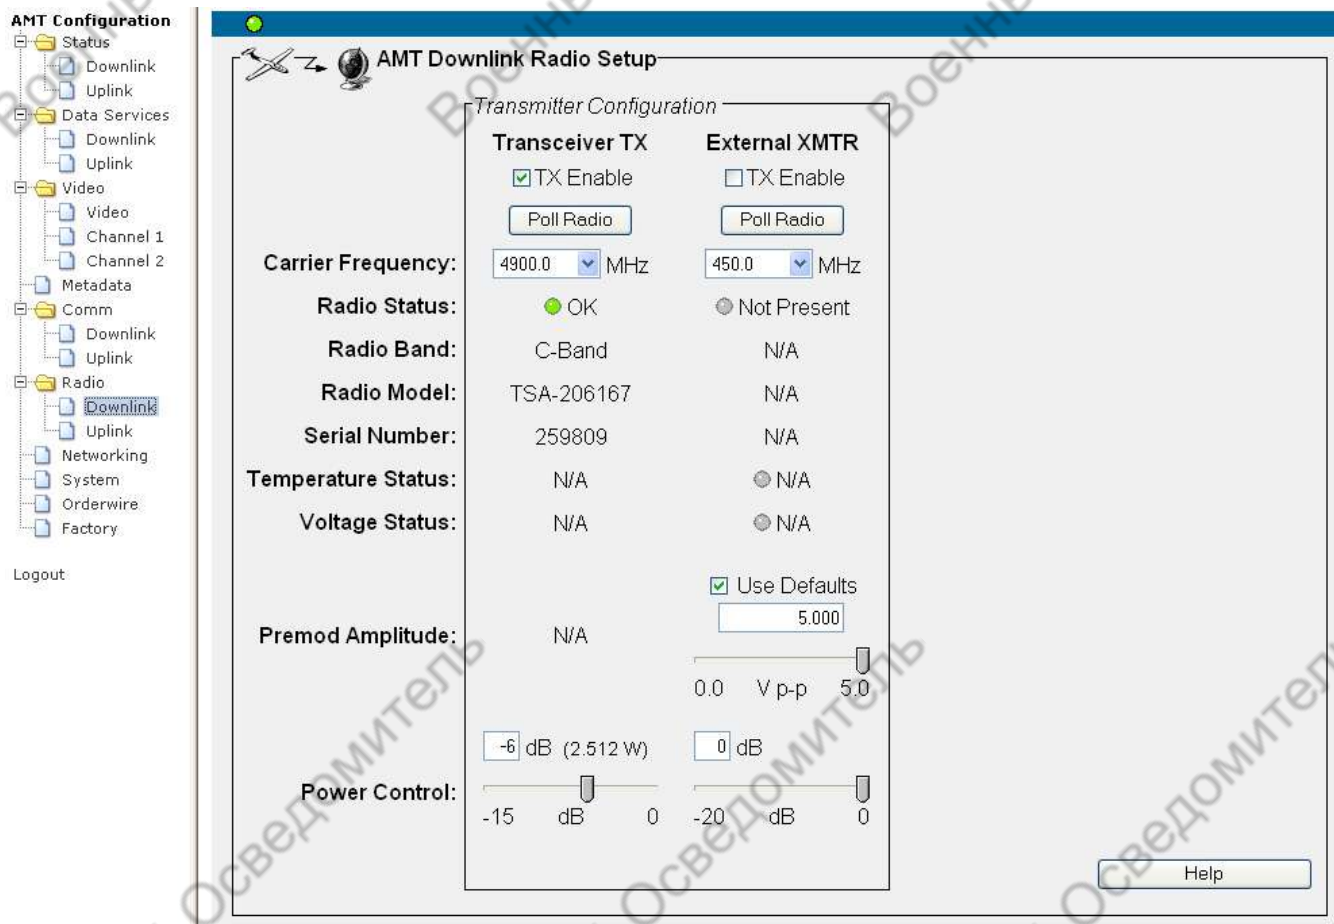 AMT Configuration
Status
Downlink
Uplink
Data Services
Downlink
Uplink
Video
Video
Channel 1
Channel 2
Metadata
Comm
Downlink
Uplink
Radio
Downlink
Uplink
Networking
System
Orderwire
Factory
Logout
AMT Downlink Radio Setup
Transmitter Configuration
Transceiver TX External XMTR
TX Enable TX Enable
Poll Radio Poll Radio
Carrier Frequency: 4900.0 MHz 450.0 MHz
Radio Status: OK Not Present
Radio Band: C-Band N/A
Radio Model: TSA-206167 N/A
Serial Number: 259809 N/A
Temperature Status: N/A N/A
Voltage Status: N/A N/A
Use Defaults
5.000
Premod Amplitude: N/A
0.0 V p-p 5.0
-6 dB (2.512 W) 0 dB
Power Control:
-15 dB 0 -20 dB 0
Help
Осведомитель
Осведомитель
Осведомитель